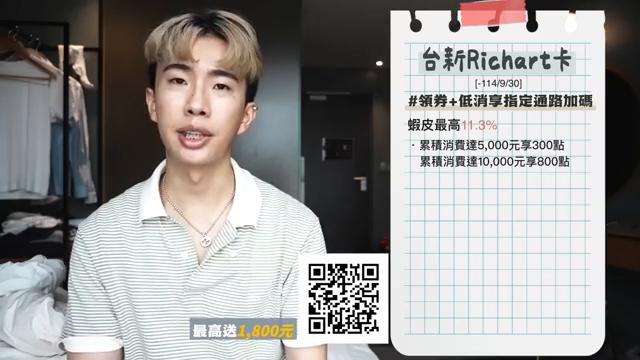 台新Richart卡
[-114/9/30]
#領券+低消享指定通路加碼
蝦皮最高11.3%
·累積消費達5,000元享300點
累積消費達10,000元享800點
最高送1,800元